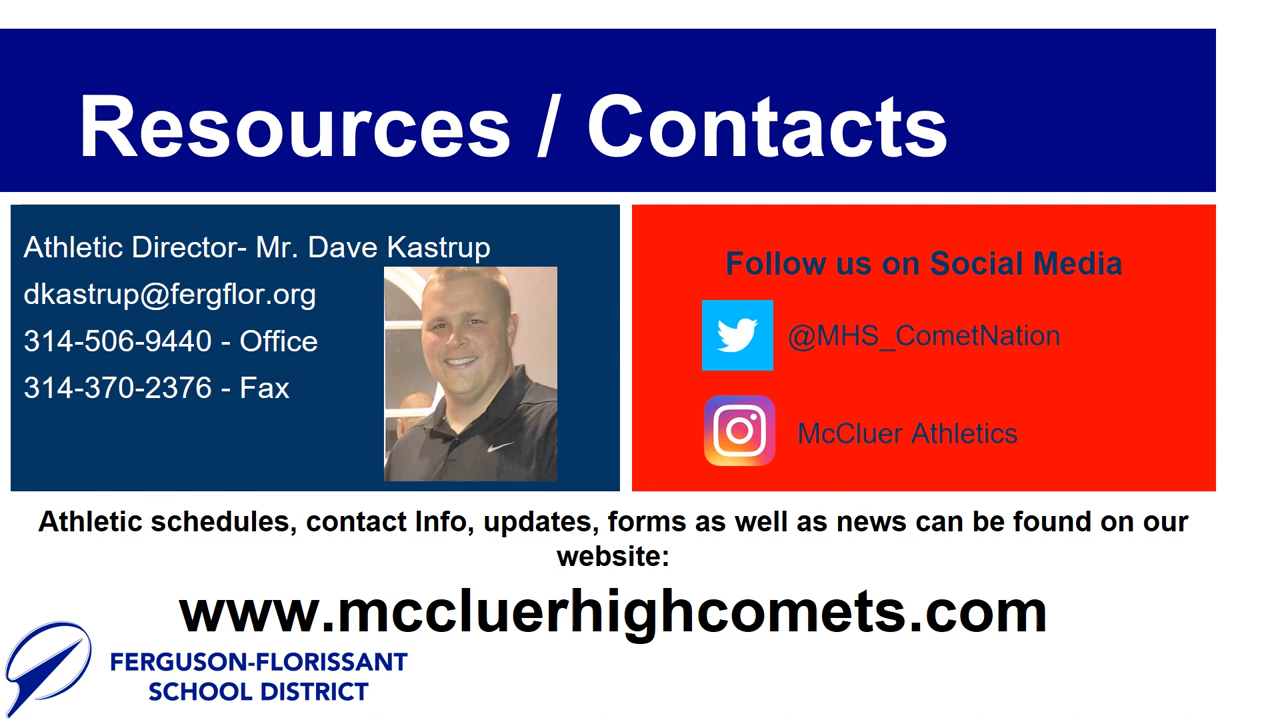 Resources / Contacts
Athletic Director- Mr. Dave Kastrup
dkastrup@fergflor.org
314-506-9440 - Office
314-370-2376 - Fax
Follow us on Social Media
@MHS_CometNation
McCluer Athletics
Athletic schedules, contact Info, updates, forms as well as news can be found on our
website:
www.mccluerhighcomets.com
FERGUSON-FLORISSANT
SCHOOL DISTRICT